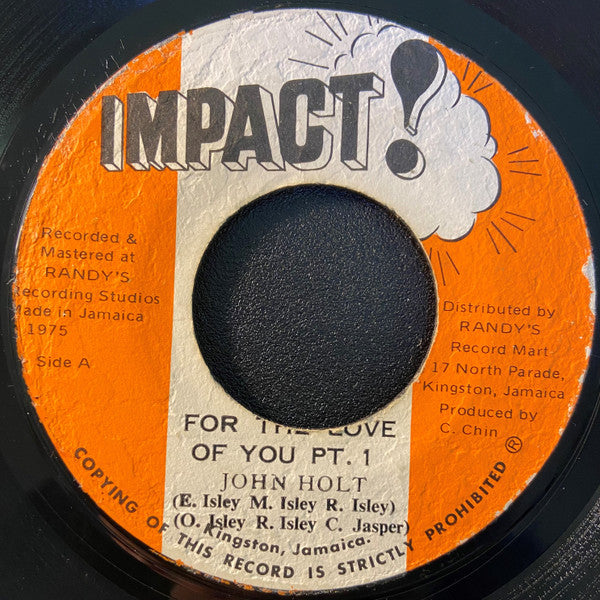 IMPACT!
Recorded &
Mastered at
RANDY'S
Recording Studios
Made in Jamaica
1975
Side A
Distributed by
RANDY'S
Record Mart
17 North Parade,
Kingston, Jamaica
Produced by
C. Chin
FOR THE LOVE
OF YOU PT. 1
JOHN HOLT
(E. Isley M. Isley R. Isley)
(O. Isley R. Isley C. Jasper)
Kingston, Jamaica.
COPYING OF THIS RECORD IS STRICTLY PROHIBITED ®